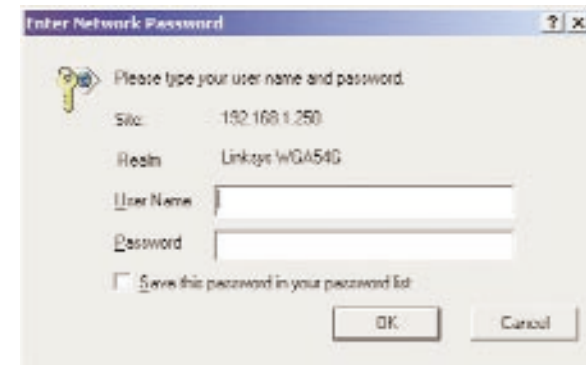 Enter Network Password
? ×
Please type your user name and password.
Site: 192.168.1.250
Realm Linksys WGA54G
User Name
Password
Save this password in your password list
OK Cancel